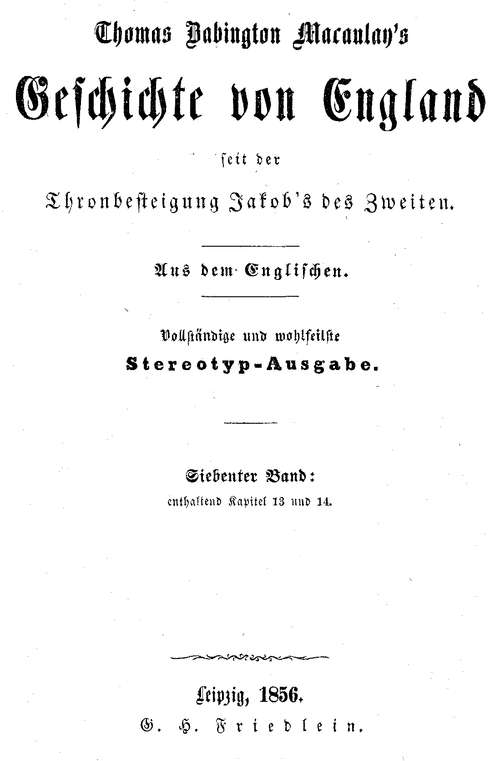 Thomas Babington Macaulay's
Geschichte von England
seit der
Thronbesteigung Jakob's des Zweiten.
Aus dem Englischen.
Vollständige und wohlfeilste
Stereotyp-Ausgabe.
Siebenter Band:
enthaltend Kapitel 13 und 14.
Leipzig, 1856.
G. H. Friedlein.